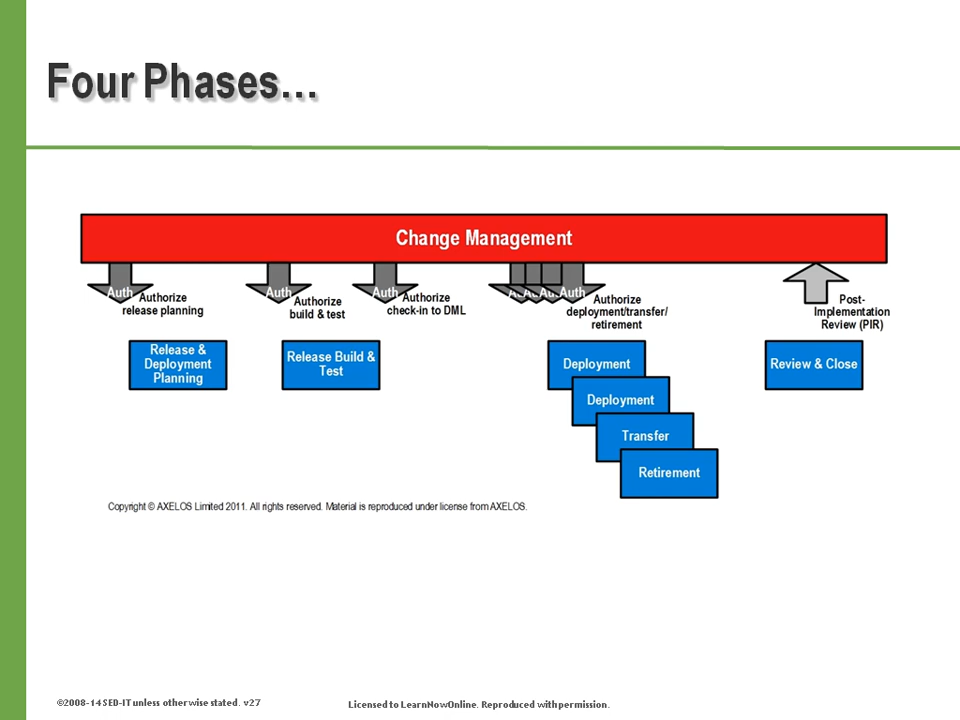 Four Phases...
Change Management
Auth
Authorize
release planning
Auth
Authorize
build & test
Auth
Authorize
check-in to DML
Auth
Authorize
deployment/transfer/
retirement
Post-
Implementation
Review (PIR)
Release &
Deployment
Planning
Release Build &
Test
Deployment
Deployment
Transfer
Retirement
Review & Close
Copyright © AXELOS Limited 2011. All rights reserved. Material is reproduced under license from AXELOS.
©2008-14 SED-IT unless otherwise stated. v27
Licensed to LearnNowOnline. Reproduced with permission.